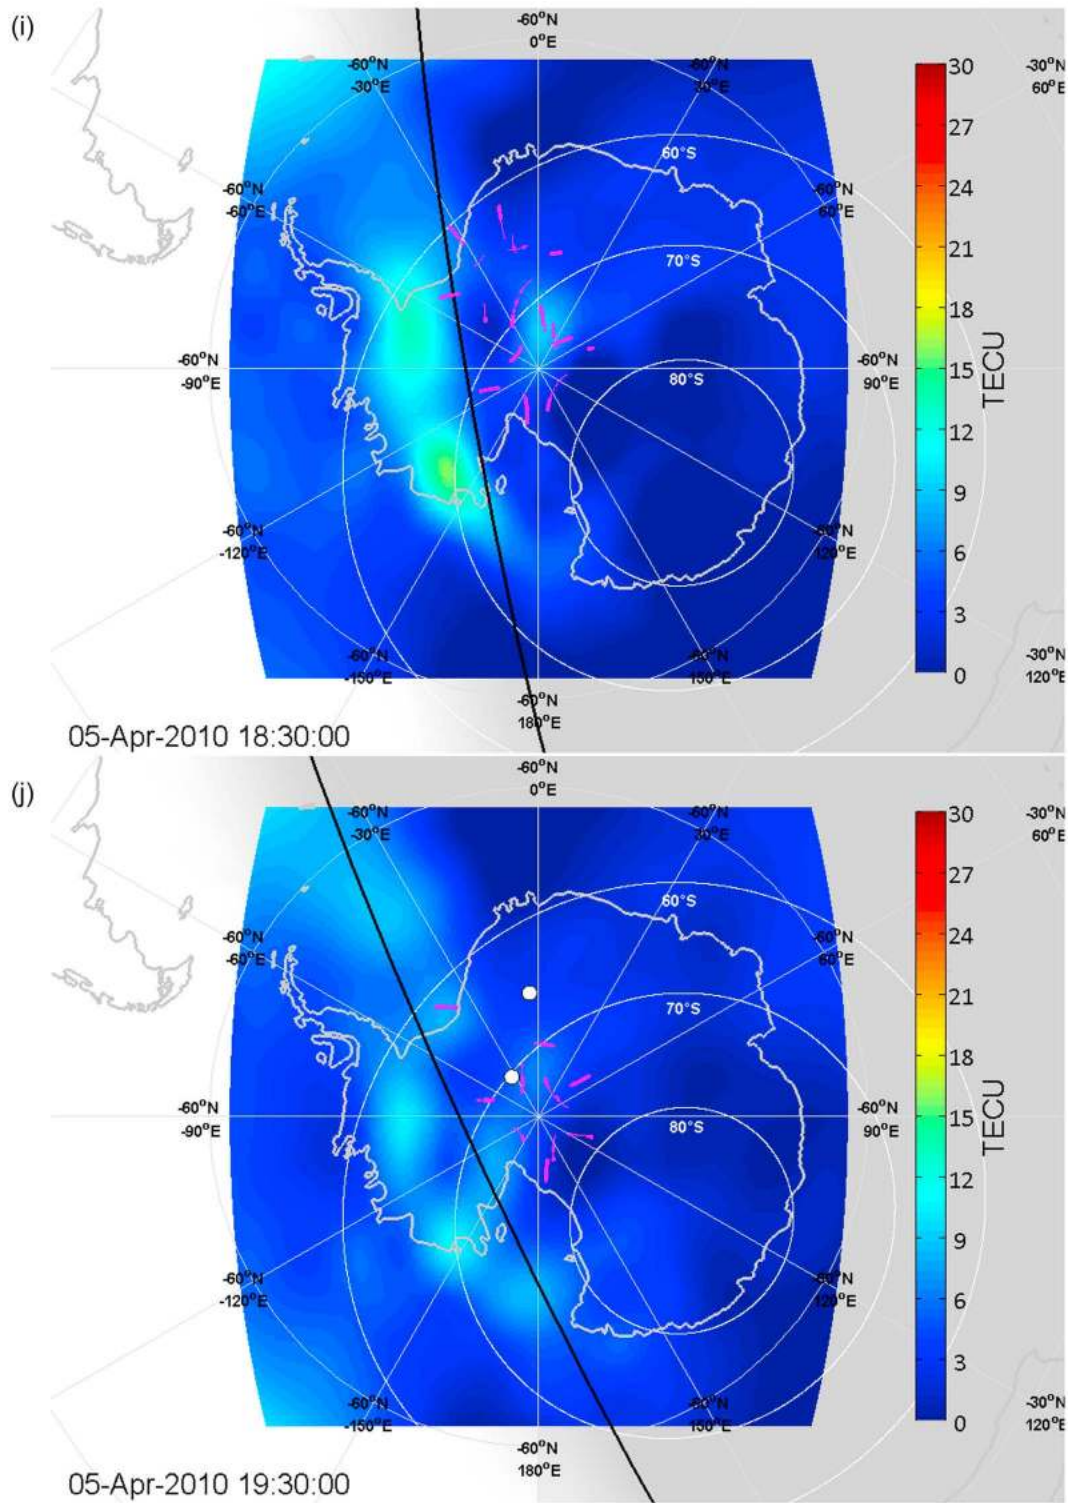 (i)
-60°N
0°E
-60°N
-30°E
-60°N
30°E
-30°N
60°E
30
27
24
21
18
15
12
9
6
3
0
TECU
60°S
-60°N
-60°E
-60°N
60°E
70°S
-60°N
-90°E
80°S
-60°N
90°E
-60°N
-120°E
-60°N
120°E
-60°N
-150°E
-60°N
150°E
-30°N
120°E
-60°N
180°E
05-Apr-2010 18:30:00
(j)
-60°N
0°E
-60°N
-30°E
-60°N
30°E
-30°N
60°E
30
27
24
21
18
15
12
9
6
3
0
TECU
60°S
-60°N
-60°E
-60°N
60°E
70°S
-60°N
-90°E
80°S
-60°N
90°E
-60°N
-120°E
-60°N
120°E
-60°N
-150°E
-60°N
150°E
-30°N
120°E
-60°N
180°E
05-Apr-2010 19:30:00